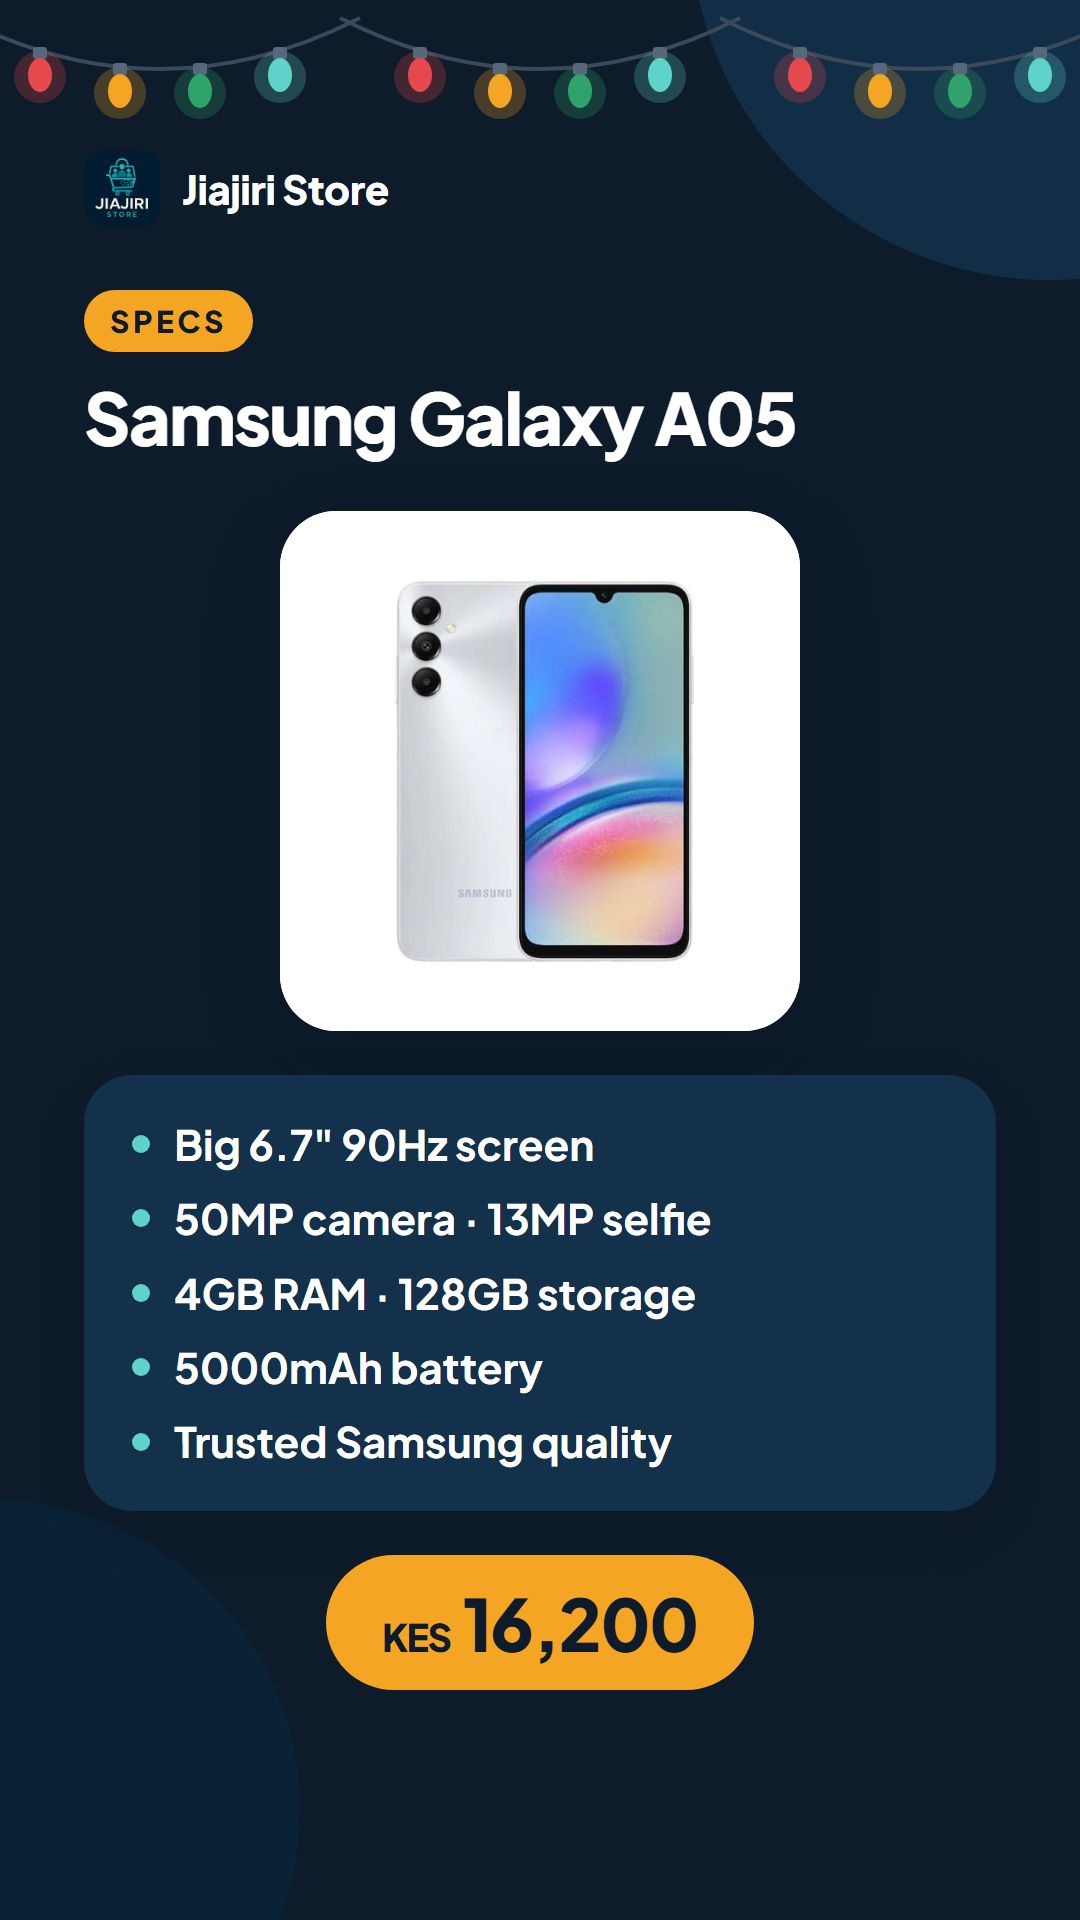 JIAJIRI
STORE
Jiajiri Store
SPECS
Samsung Galaxy A05
SAMSUNG
Big 6.7" 90Hz screen
50MP camera · 13MP selfie
4GB RAM · 128GB storage
5000mAh battery
Trusted Samsung quality
KES 16,200